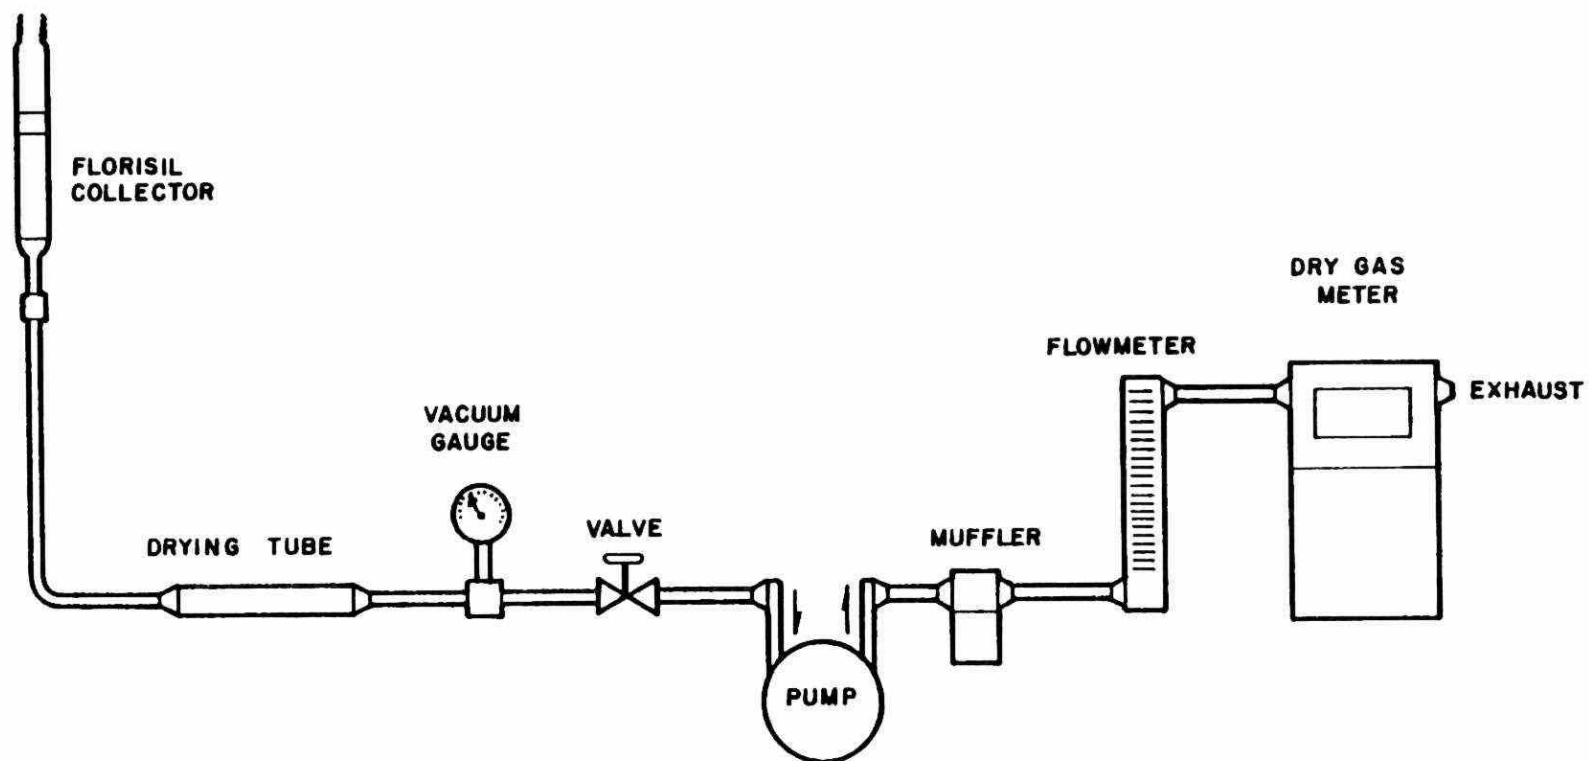 FLORISIL
COLLECTOR
DRYING TUBE
VACUUM
GAUGE
VALVE
PUMP
MUFFLER
FLOWMETER
DRY GAS
METER
EXHAUST